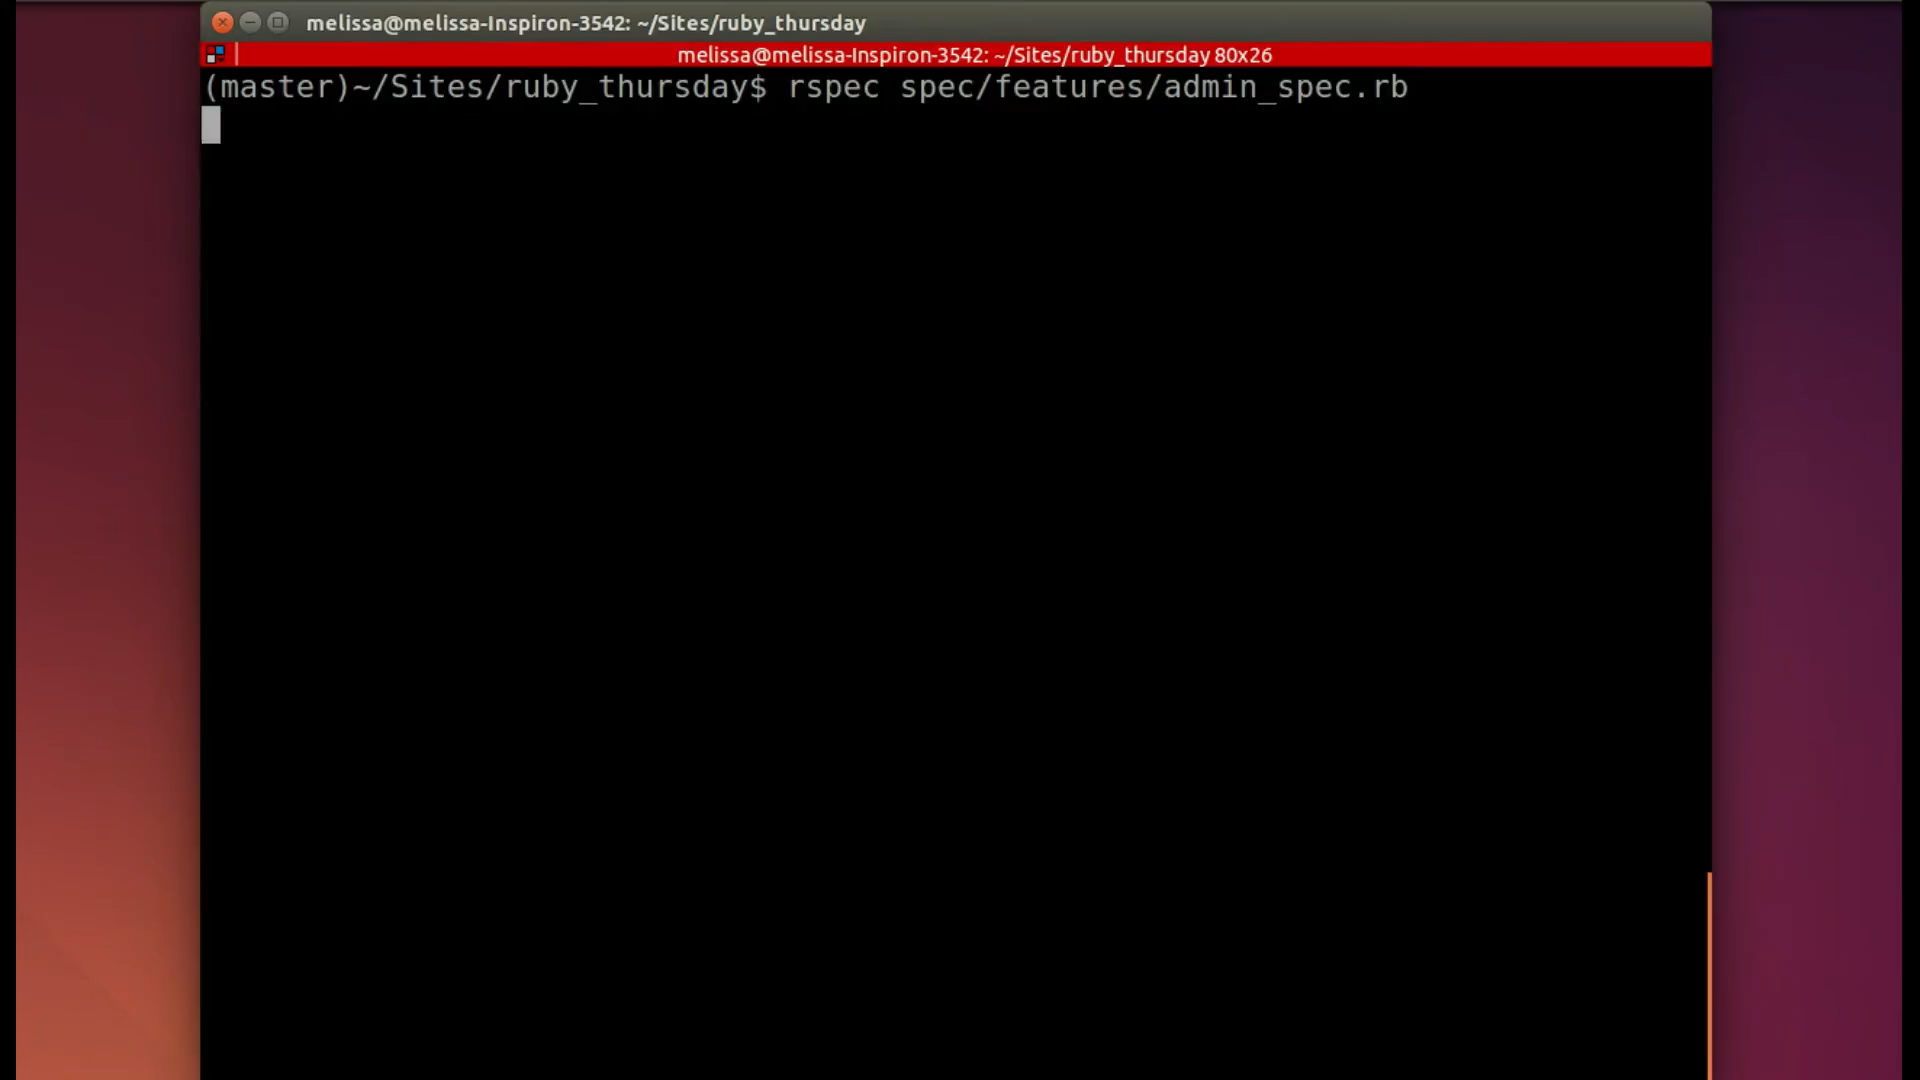 melissa@melissa-Inspiron-3542: ~/Sites/ruby_thursday
melissa@melissa-Inspiron-3542: ~/Sites/ruby_thursday 80x26
(master)~/Sites/ruby_thursday$ rspec spec/features/admin_spec.rb